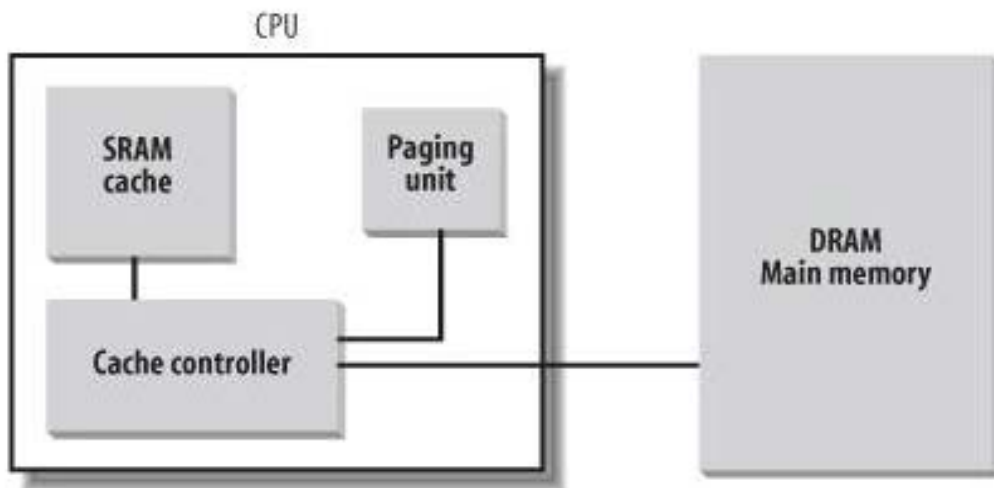 CPU
SRAM
cache
Paging
unit
DRAM
Main memory
Cache controller